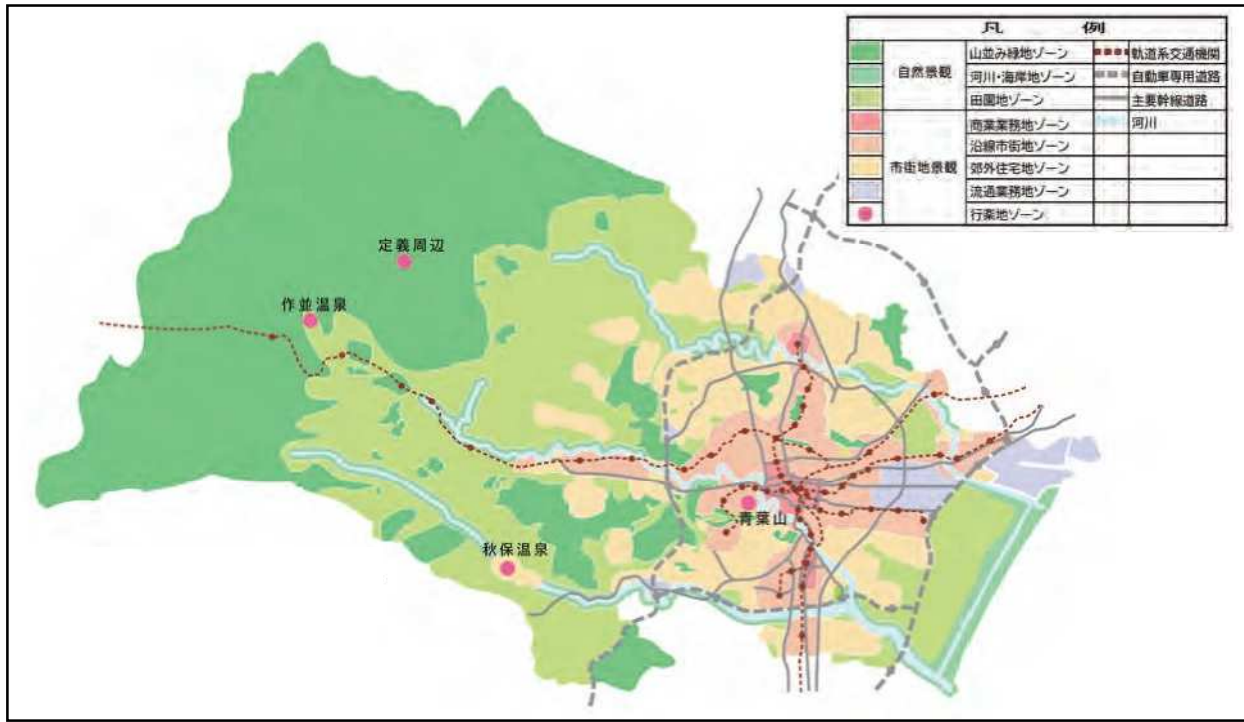 凡 例
自然景観
山並み緑地ゾーン
軌道系交通機関
河川・海岸地ゾーン
自動車専用道路
田園地ゾーン
主要幹線道路
市街地景観
商業業務地ゾーン
河川
沿線市街地ゾーン
郊外住宅地ゾーン
流通業務地ゾーン
行楽地ゾーン
定義周辺
作並温泉
青葉山
秋保温泉